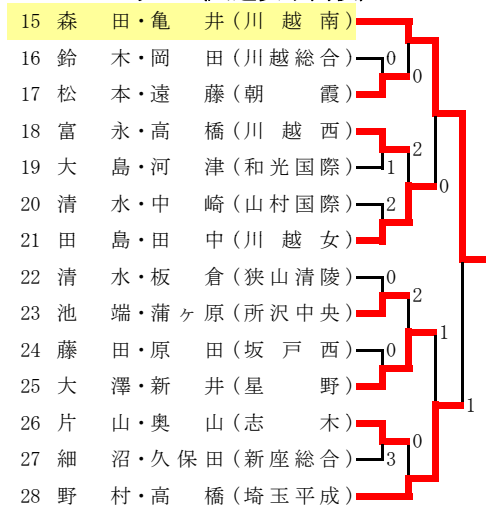 15 森 田・亀 井(川 越 南)
16 鈴 木・岡 田(川越総合) 0
0
17 松 本・遠 藤(朝 霞)
18 富 永・高 橋(川 越 西)
2
19 大 島・河 津(和光国際) 1
0
20 清 水・中 崎(山村国際) 2
21 田 島・田 中(川 越 女)
22 清 水・板 倉(狭山清陵) 0
2
23 池 端・蒲ヶ原(所沢中央)
1
24 藤 田・原 田(坂 戸 西) 0
25 大 澤・新 井(星 野)
1
26 片 山・奥 山(志 木)
0
27 細 沼・久保田(新座総合) 3
28 野 村・高 橋(埼玉平成)